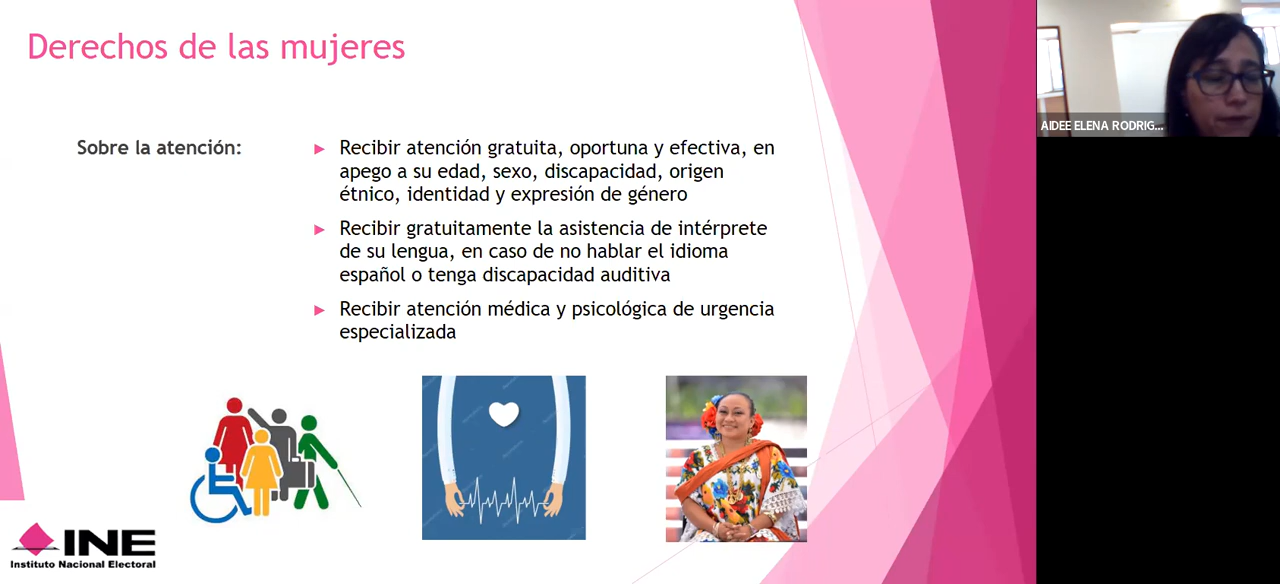 Derechos de las mujeres
Sobre la atención:
► Recibir atención gratuita, oportuna y efectiva, en
apego a su edad, sexo, discapacidad, origen
étnico, identidad y expresión de género
► Recibir gratuitamente la asistencia de intérprete
de su lengua, en caso de no hablar el idioma
español o tenga discapacidad auditiva
► Recibir atención médica y psicológica de urgencia
especializada
INE
Instituto Nacional Electoral
AIDEE ELENA RODRIG...